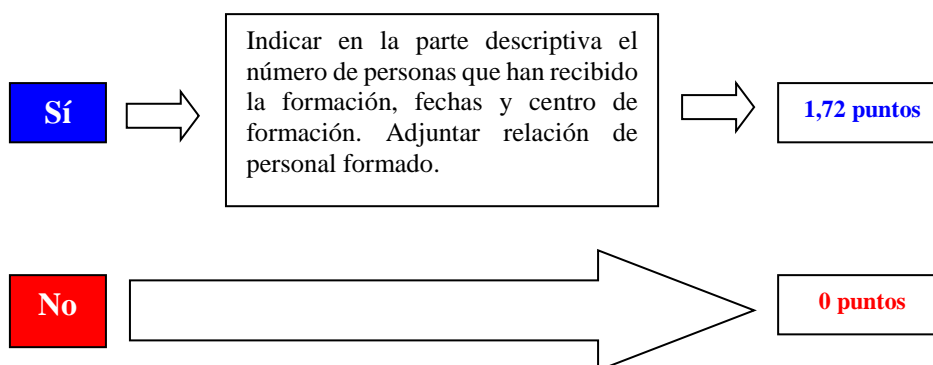 Sí
Indicar en la parte descriptiva el
número de personas que han recibido
la formación, fechas y centro de
formación. Adjuntar relación de
personal formado.
1,72 puntos
No
0 puntos